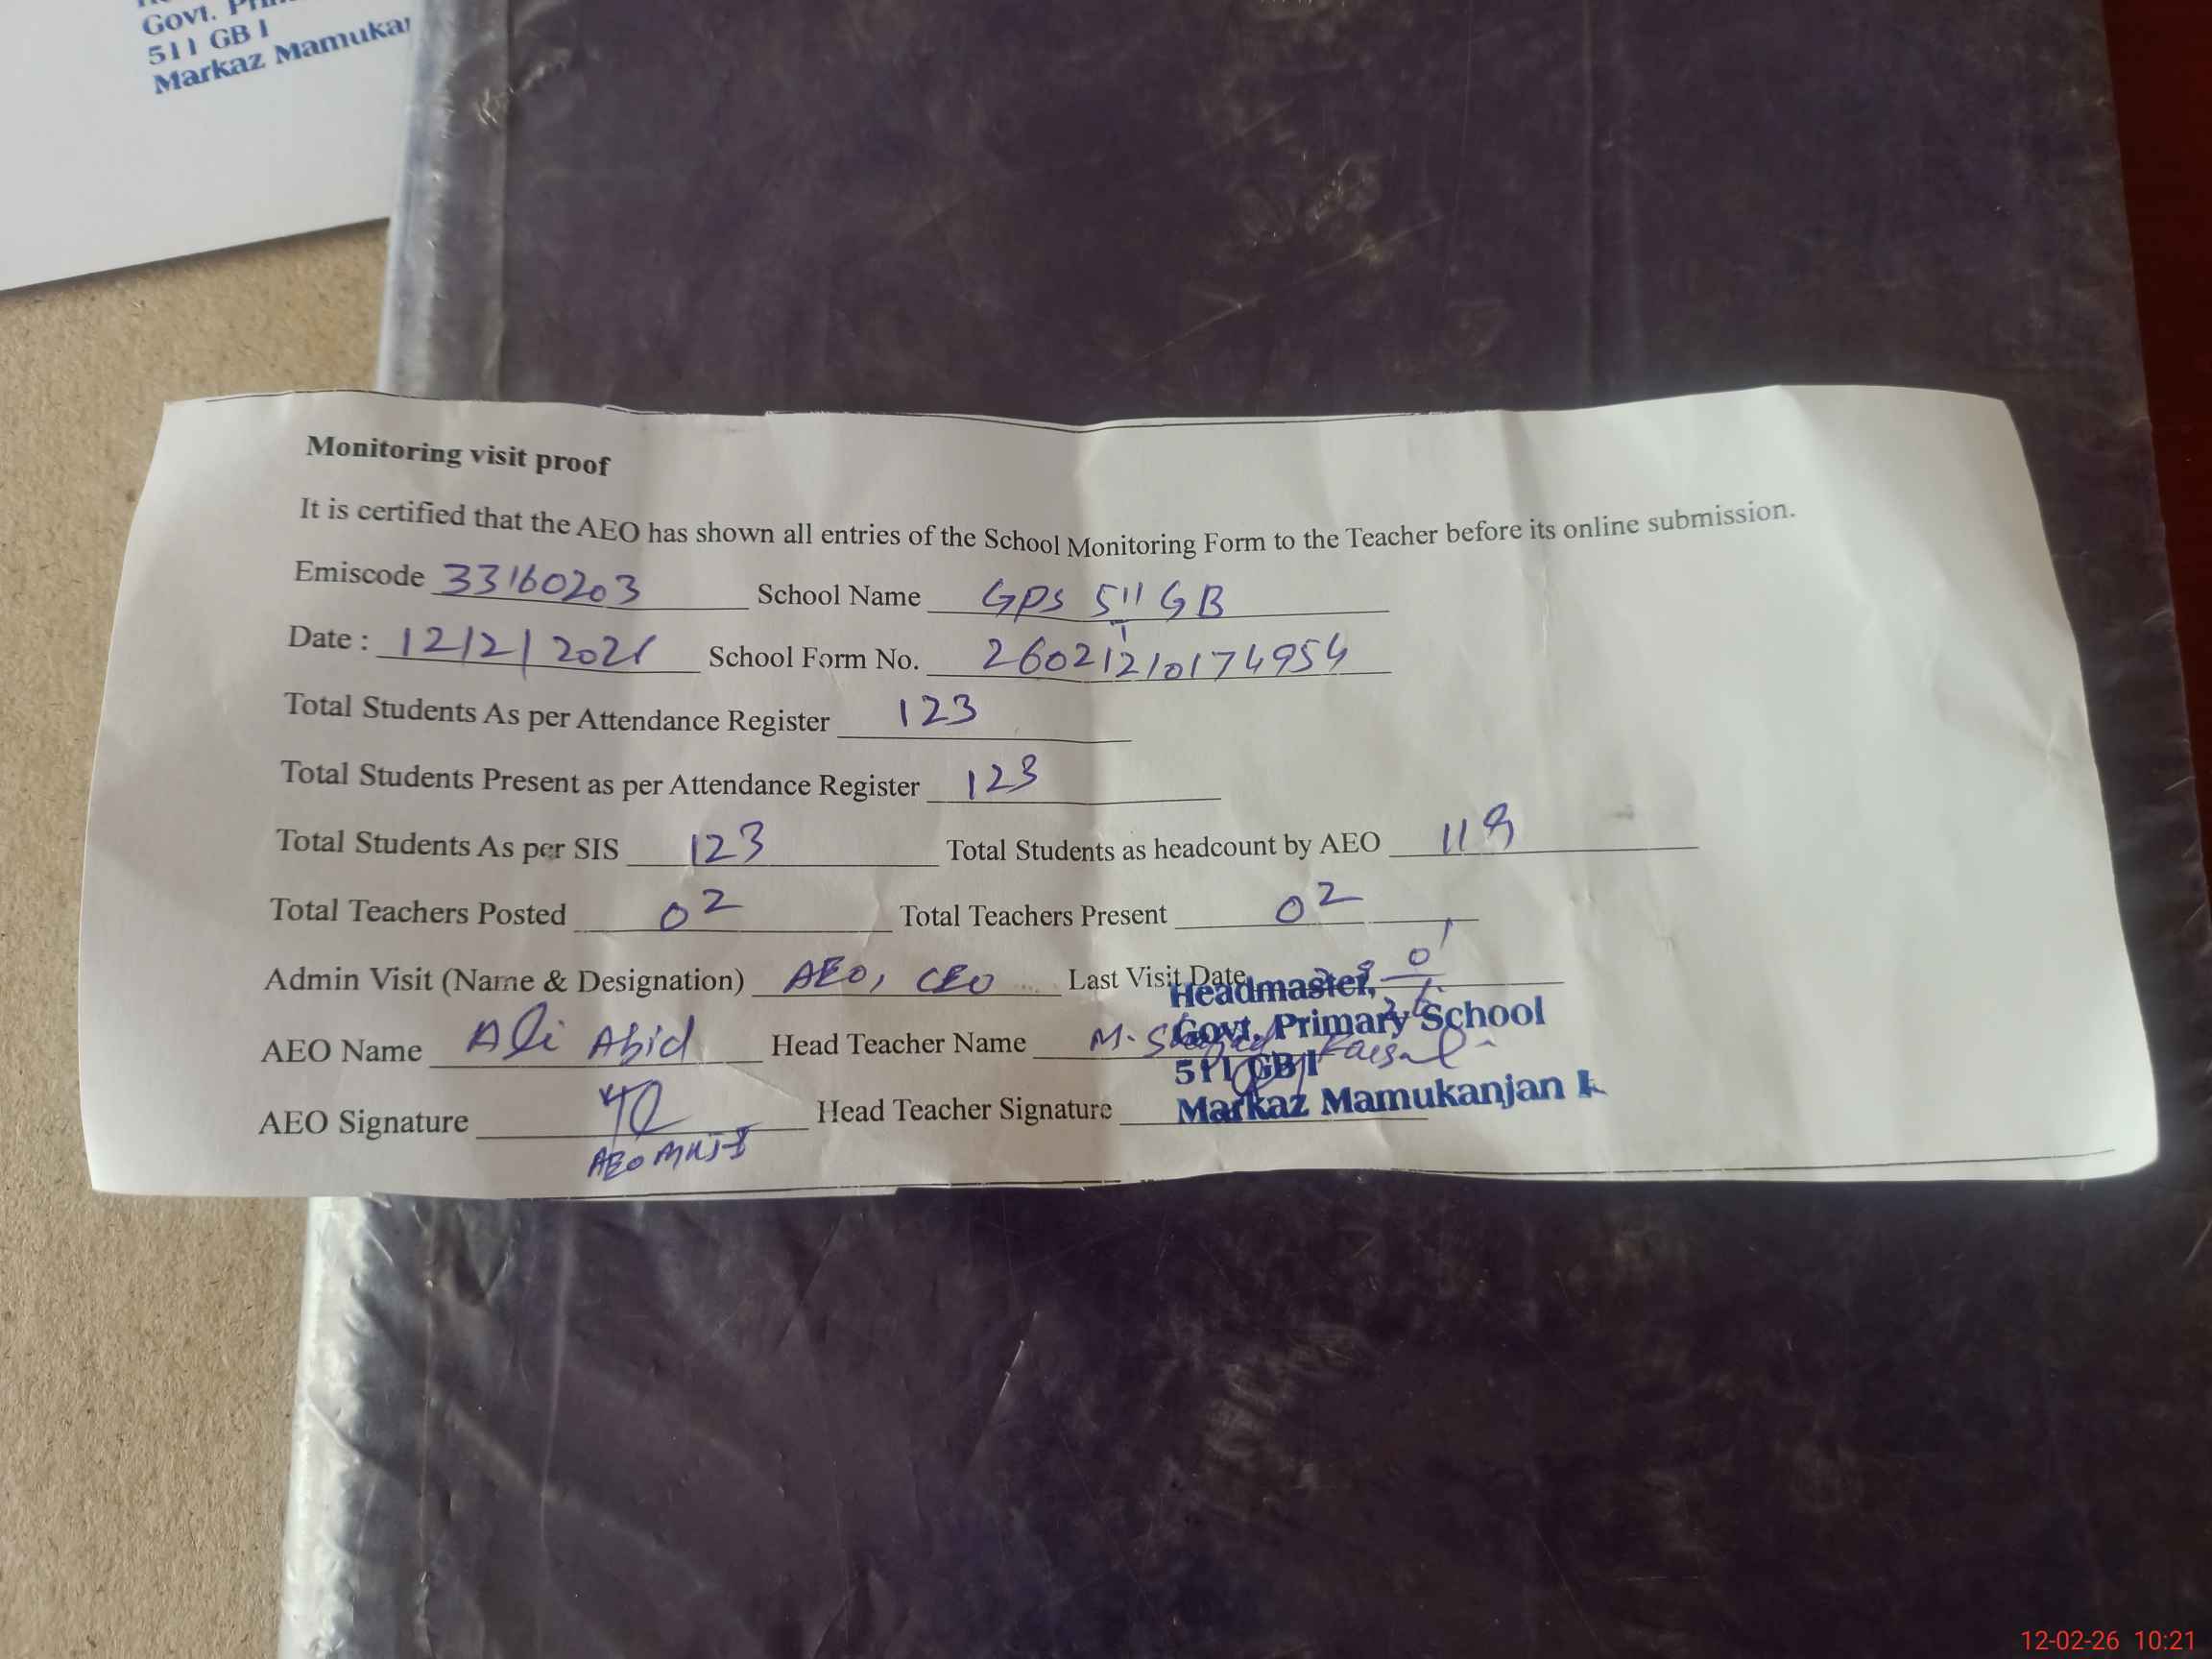 Govt.
511 GB I
Markaz Mamukan
Monitoring visit proof
It is certified that the AEO has shown all entries of the School Monitoring Form to the Teacher before its online submission.
Emiscode 33160203 School Name GPS 511 GB
Date : 12/2/2026 School Form No. 26021210174954
Total Students As per Attendance Register 123
Total Students Present as per Attendance Register 123
Total Students As per SIS 123 Total Students as headcount by AEO 119
Total Teachers Posted 02 Total Teachers Present 02
Admin Visit (Name & Designation) AEO, CEO Last Visit Date
AEO Name Ali Abid Head Teacher Name M. Faisal
AEO Signature Head Teacher Signature
AEO MKJ-I
Headmaster,
Govt. Primary School
511 GB I
Markaz Mamukanjan I
12-02-26 10:21